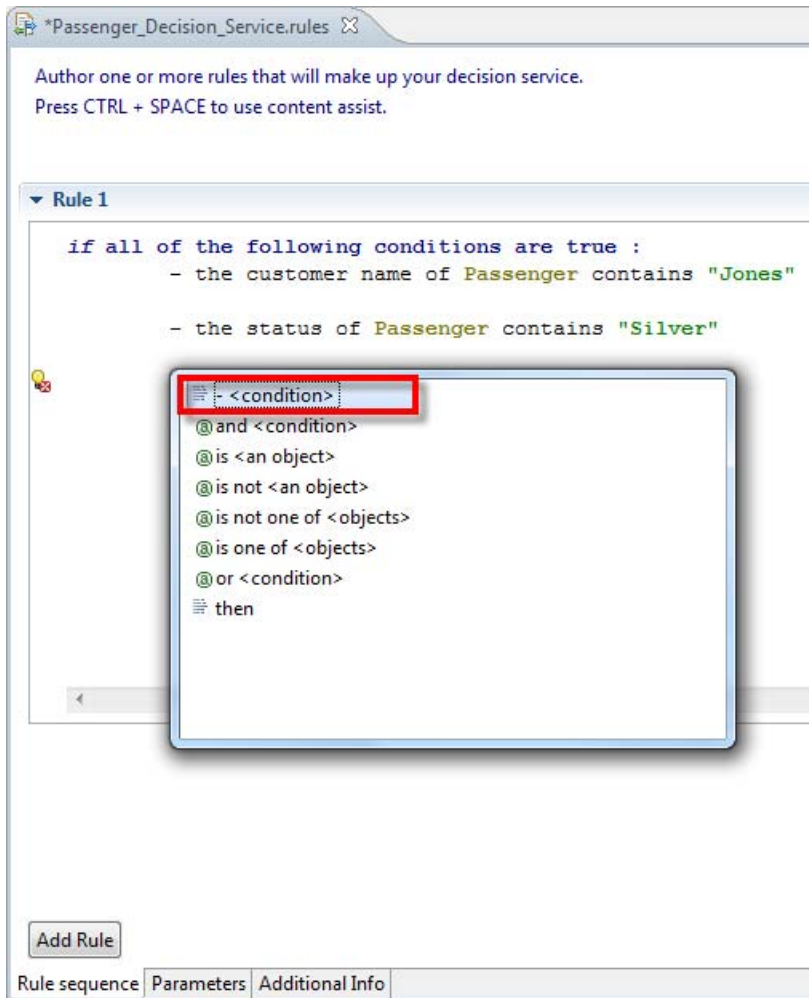 *Passenger_Decision_Service.rules
Author one or more rules that will make up your decision service.
Press CTRL + SPACE to use content assist.
Rule 1
if all of the following conditions are true :
- the customer name of Passenger contains "Jones"
- the status of Passenger contains "Silver"
- <condition>
@ and <condition>
@ is <an object>
@ is not <an object>
@ is not one of <objects>
@ is one of <objects>
@ or <condition>
then
Add Rule
Rule sequence Parameters Additional Info